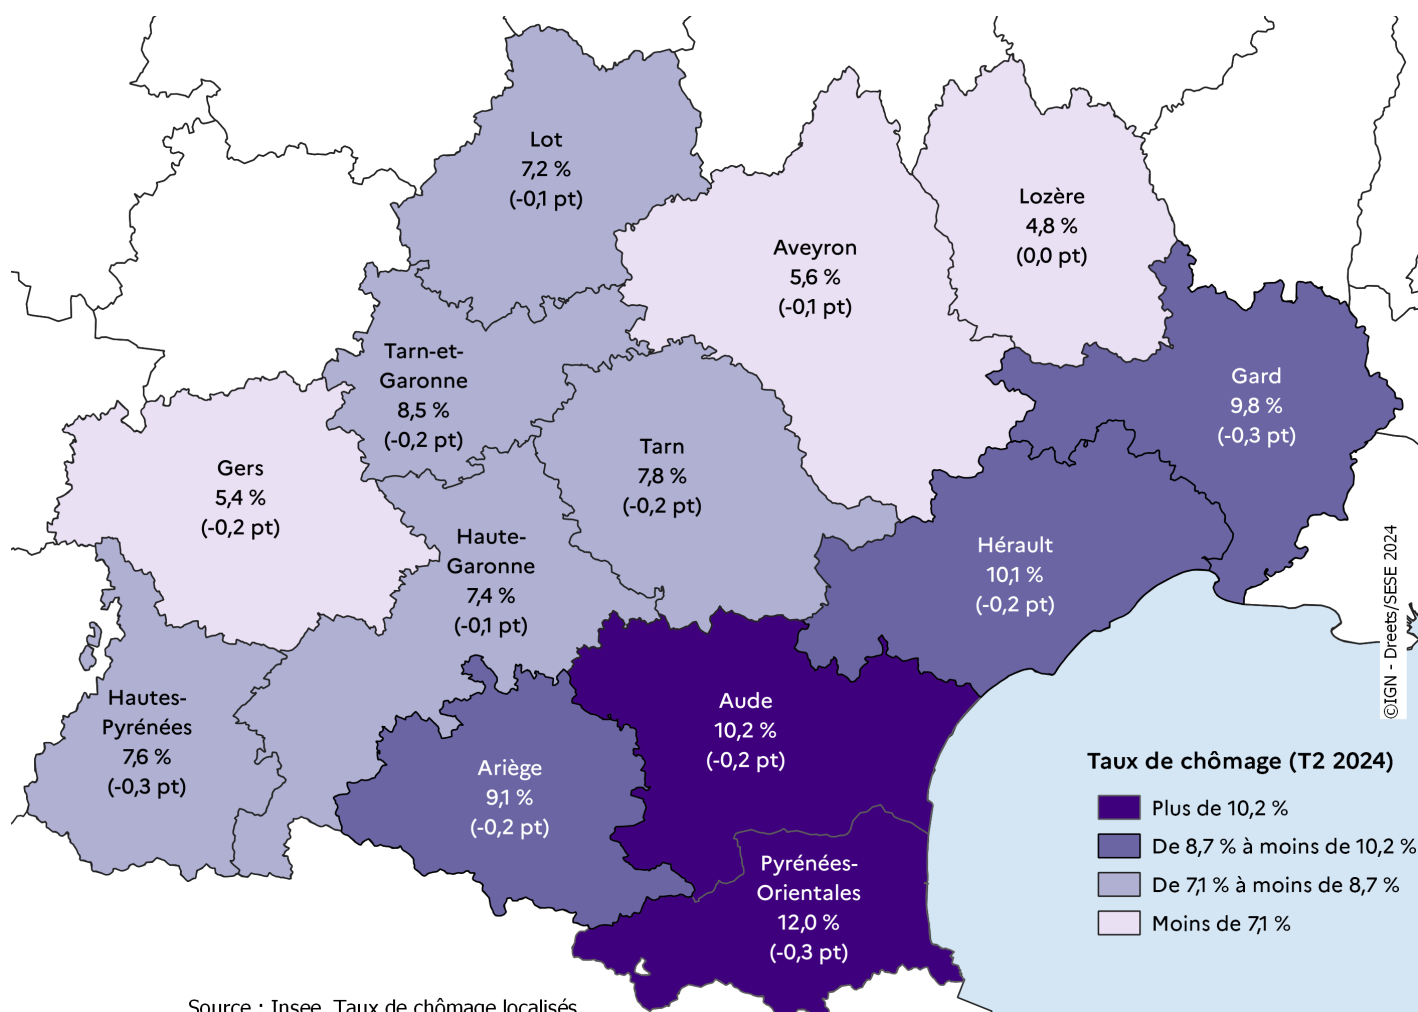 Lot
7,2 %
(-0,1 pt)
Aveyron
5,6 %
(-0,1 pt)
Lozère
4,8 %
(0,0 pt)
Tarn-et-
Garonne
8,5 %
(-0,2 pt)
Gard
9,8 %
(-0,3 pt)
Gers
5,4 %
(-0,2 pt)
Tarn
7,8 %
(-0,2 pt)
Haute-
Garonne
7,4 %
(-0,1 pt)
Hérault
10,1 %
(-0,2 pt)
Hautes-
Pyrénées
7,6 %
(-0,3 pt)
Ariège
9,1 %
(-0,2 pt)
Aude
10,2 %
(-0,2 pt)
Pyrénées-
Orientales
12,0 %
(-0,3 pt)
©IGN - Dreets/SESE 2024
Taux de chômage (T2 2024)
Plus de 10,2 %
De 8,7 % à moins de 10,2 %
De 7,1 % à moins de 8,7 %
Moins de 7,1 %
Source : Insee, Taux de chômage localisés